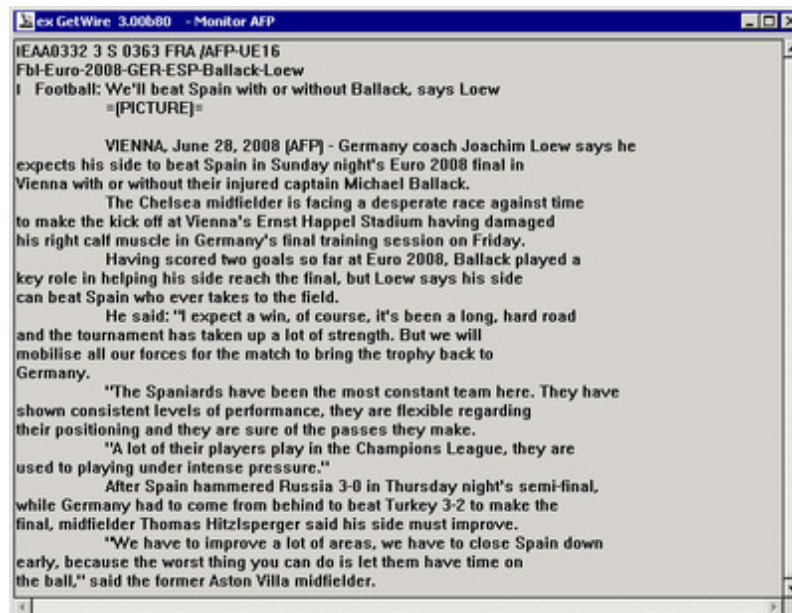 ex GetWire 3.00b80 - Monitor AFP
IEAA0332 3 S 0363 FRA /AFP-UE16
Fbl-Euro-2008-GER-ESP-Ballack-Loew
I Football: We'll beat Spain with or without Ballack, says Loew
=[PICTURE]=
VIENNA, June 28, 2008 (AFP) - Germany coach Joachim Loew says he
expects his side to beat Spain in Sunday night's Euro 2008 final in
Vienna with or without their injured captain Michael Ballack.
The Chelsea midfielder is facing a desperate race against time
to make the kick off at Vienna's Ernst Happel Stadium having damaged
his right calf muscle in Germany's final training session on Friday.
Having scored two goals so far at Euro 2008, Ballack played a
key role in helping his side reach the final, but Loew says his side
can beat Spain who ever takes to the field.
He said: "I expect a win, of course, it's been a long, hard road
and the tournament has taken up a lot of strength. But we will
mobilise all our forces for the match to bring the trophy back to
Germany.
"The Spaniards have been the most constant team here. They have
shown consistent levels of performance, they are flexible regarding
their positioning and they are sure of the passes they make.
"A lot of their players play in the Champions League, they are
used to playing under intense pressure."
After Spain hammered Russia 3-0 in Thursday night's semi-final,
while Germany had to come from behind to beat Turkey 3-2 to make the
final, midfielder Thomas Hitzlsperger said his side must improve.
"We have to improve a lot of areas, we have to close Spain down
early, because the worst thing you can do is let them have time on
the ball," said the former Aston Villa midfielder.